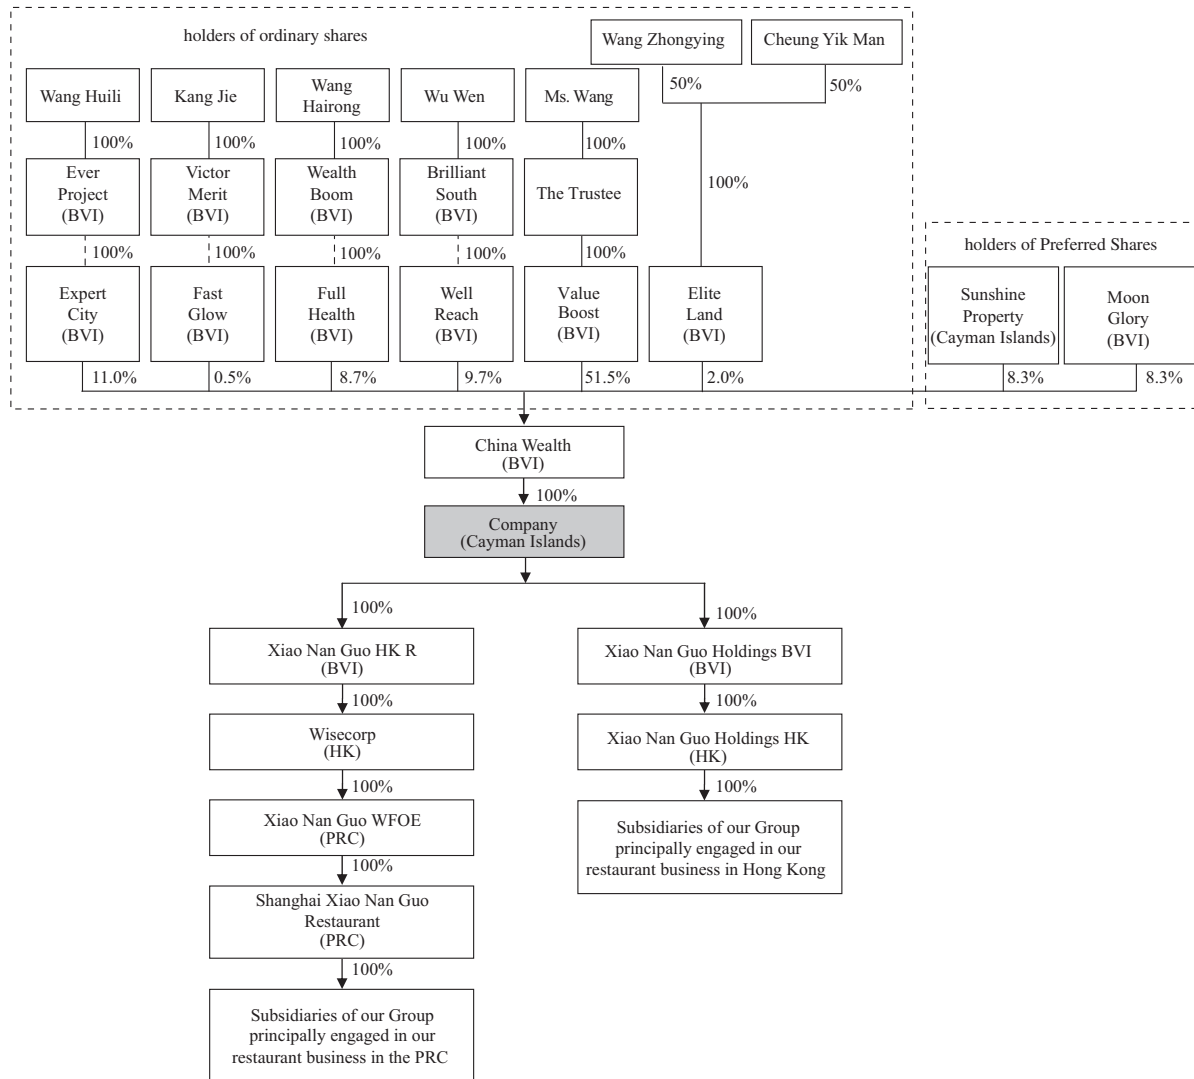 holders of ordinary shares
Wang Zhongying
Cheung Yik Man
50%
50%
Wang Huili
Kang Jie
Wang
Hairong
Wu Wen
Ms. Wang
100%
100%
100%
100%
100%
100%
Ever
Project
(BVI)
Victor
Merit
(BVI)
Wealth
Boom
(BVI)
Brilliant
South
(BVI)
The Trustee
100%
100%
100%
100%
100%
holders of Preferred Shares
Expert
City
(BVI)
Fast
Glow
(BVI)
Full
Health
(BVI)
Well
Reach
(BVI)
Value
Boost
(BVI)
Elite
Land
(BVI)
Sunshine
Property
(Cayman Islands)
Moon
Glory
(BVI)
11.0%
0.5%
8.7%
9.7%
51.5%
2.0%
8.3%
8.3%
China Wealth
(BVI)
100%
Company
(Cayman Islands)
100%
100%
Xiao Nan Guo HK R
(BVI)
Xiao Nan Guo Holdings BVI
(BVI)
100%
100%
Wisecorp
(HK)
Xiao Nan Guo Holdings HK
(HK)
100%
100%
Xiao Nan Guo WFOE
(PRC)
Subsidiaries of our Group
principally engaged in our
restaurant business in Hong Kong
100%
Shanghai Xiao Nan Guo
Restaurant
(PRC)
100%
Subsidiaries of our Group
principally engaged in our
restaurant business in the PRC